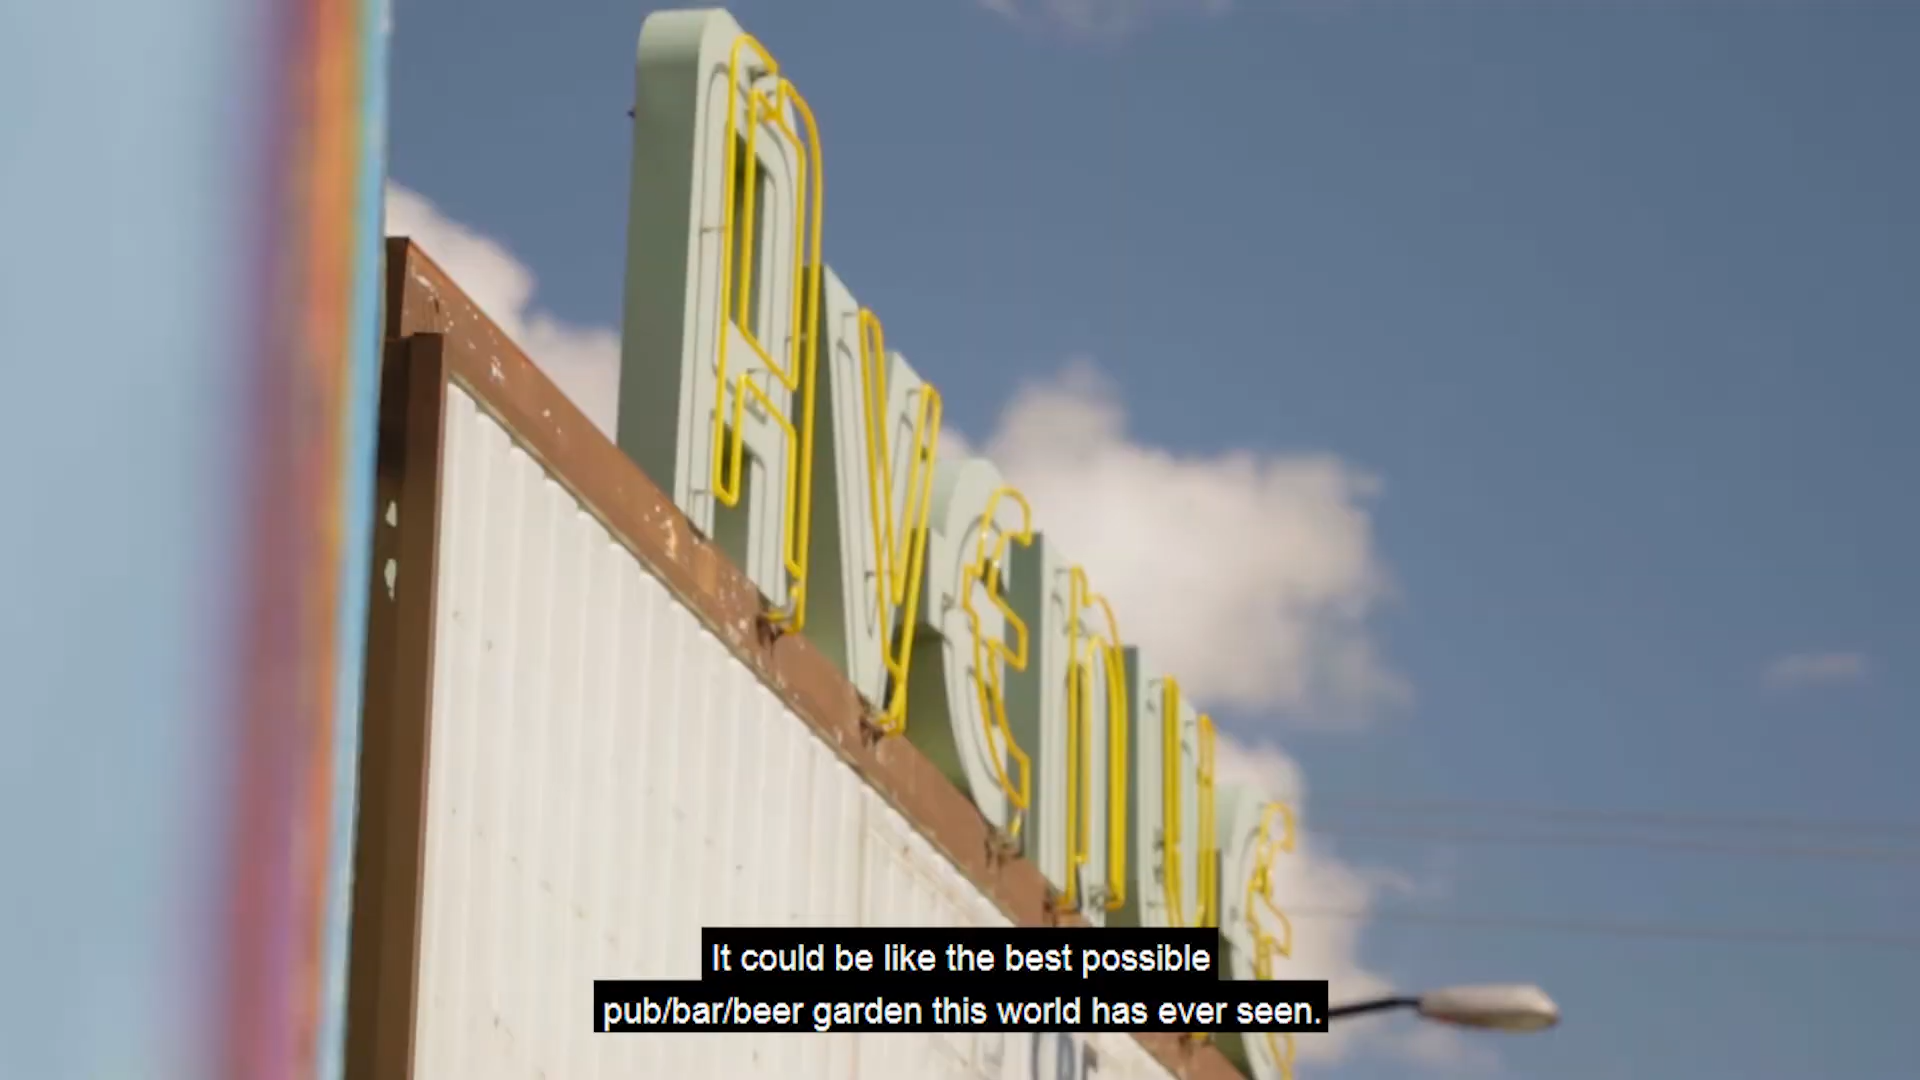 Avenue
It could be like the best possible
pub/bar/beer garden this world has ever seen.